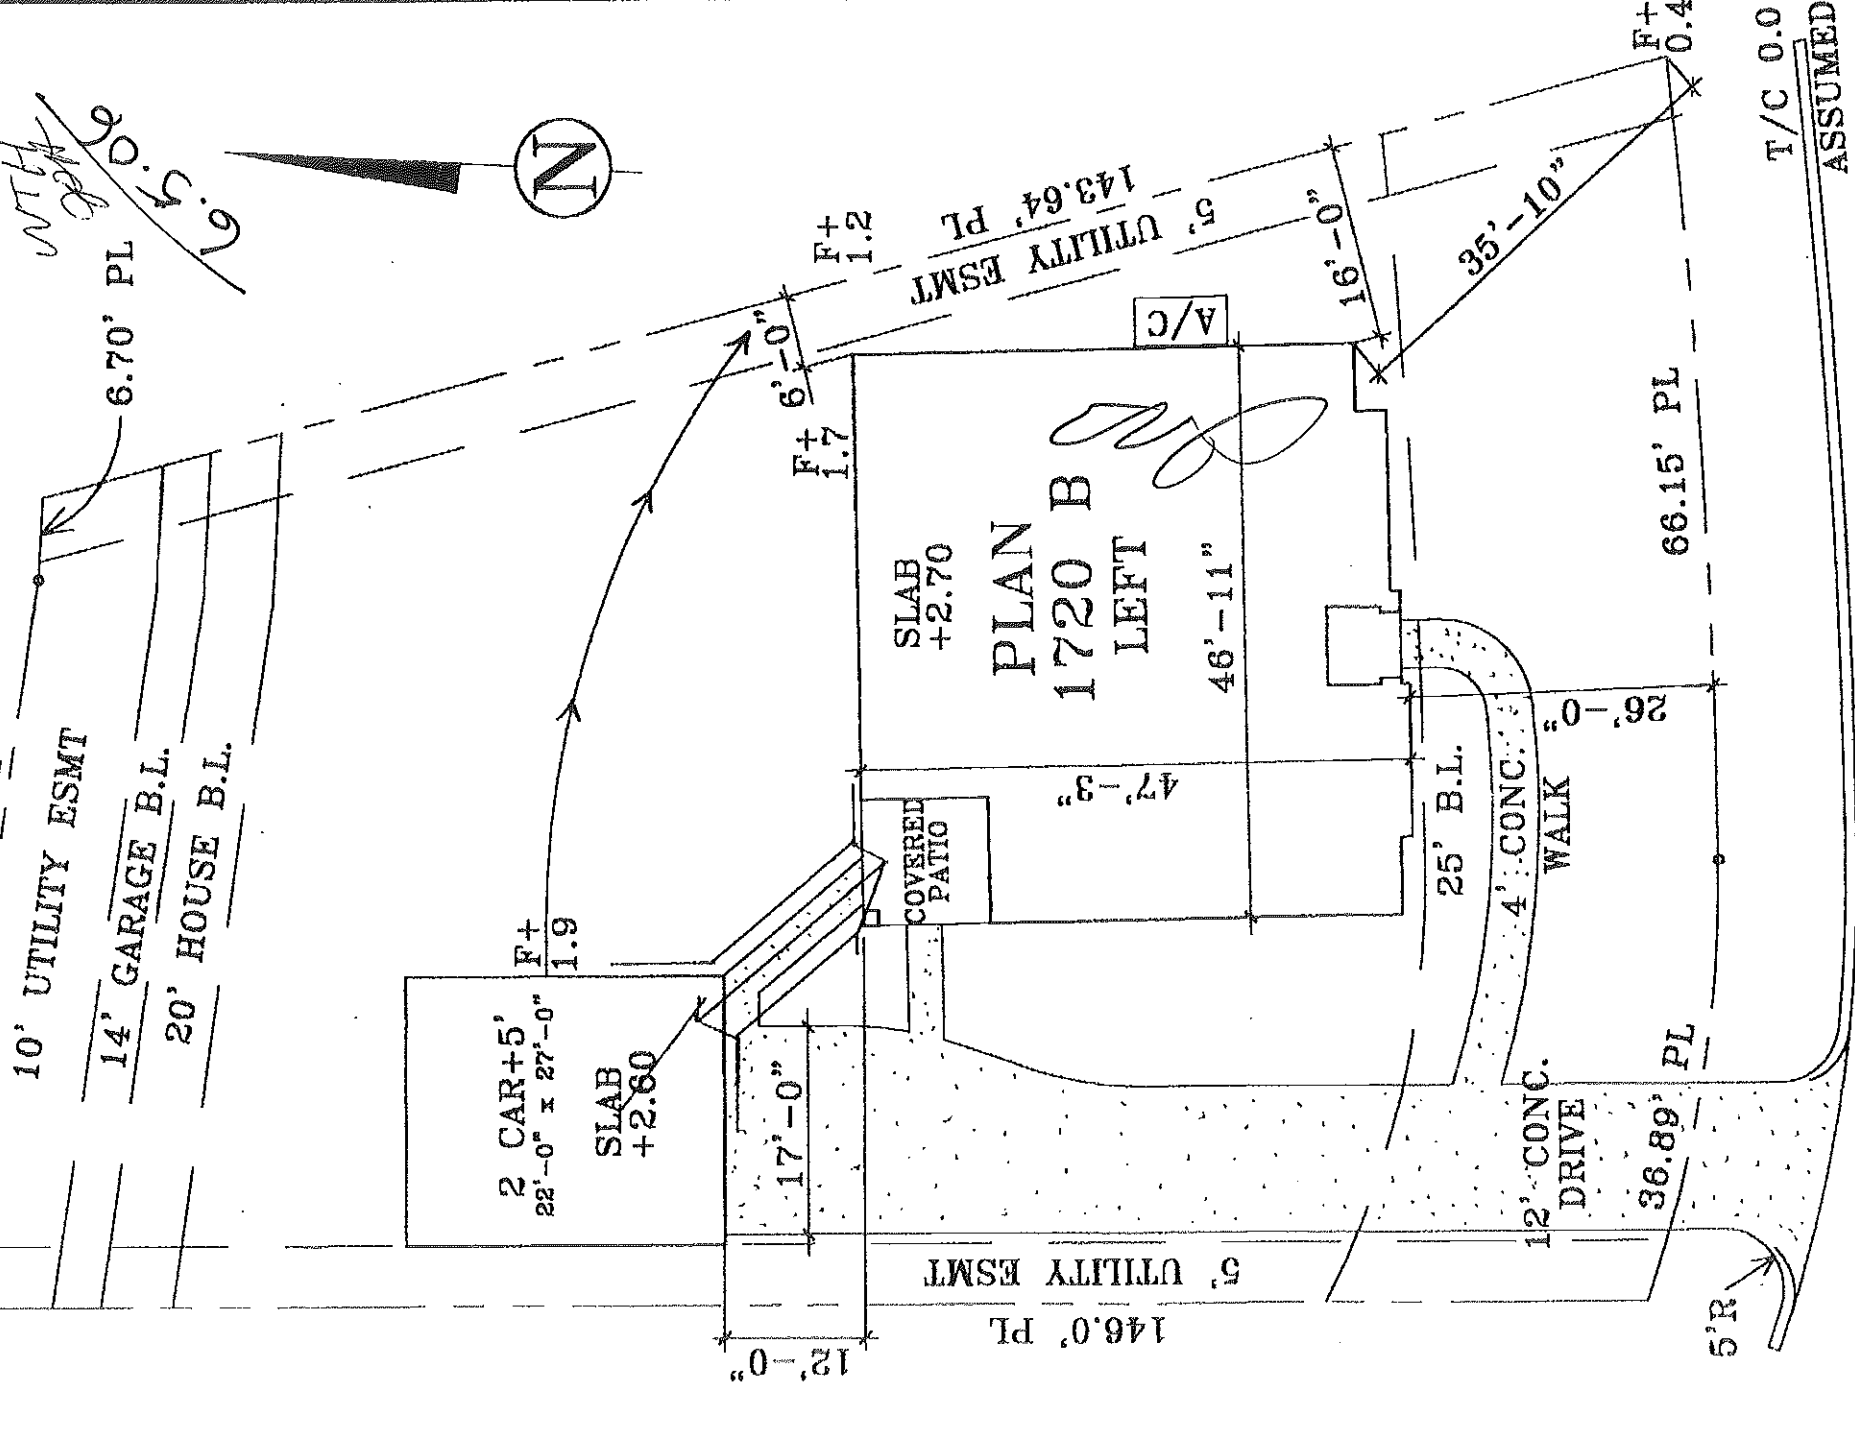 6.70' PL
6.5.02
N
10' UTILITY ESMT
14' GARAGE B.L.
20' HOUSE B.L.
F+
1.2
143.64' PL
5' UTILITY ESMT
6'-0"
16'-0"
35'-10"
F+
0.4
T/C 0.0
ASSUMED
F+
1.7
A/C
SLAB
+2.70
PLAN
1720 B
LEFT
46'-11"
47'-3"
COVERED
PATIO
66.15' PL
26'-0"
25' B.L.
4' CONC.
WALK
F+
1.9
2 CAR+5'
22'-0" x 27'-0"
SLAB
+2.60
17'-0"
12' CONC.
DRIVE
36.89' PL
5' UTILITY ESMT
146.0' PL
12'-0"
5'R